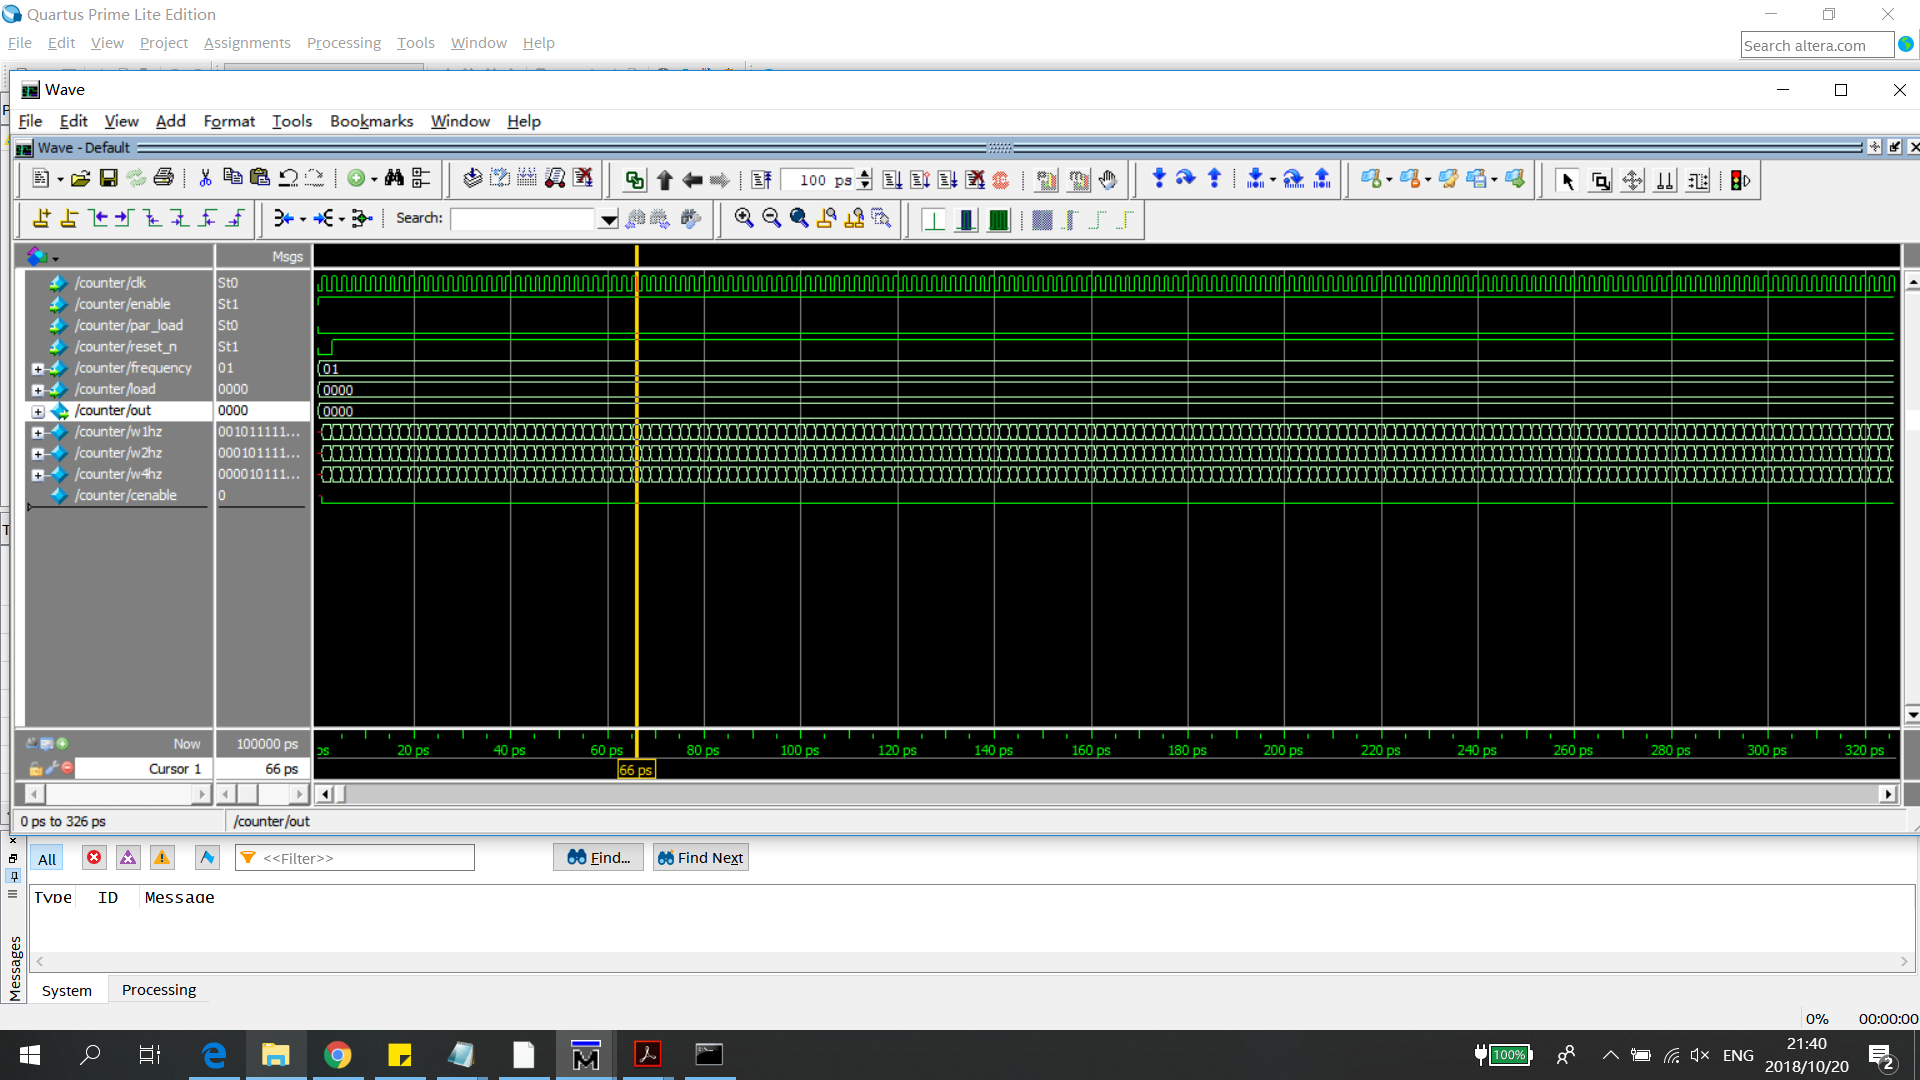 Quartus Prime Lite Edition
File Edit View Project Assignments Processing Tools Window Help
Search altera.com
Wave
File Edit View Add Format Tools Bookmarks Window Help
Wave - Default
100 ps
Search:
Msgs
/counter/clk St0
/counter/enable St1
/counter/par_load St0
/counter/reset_n St1
/counter/frequency 01 01
/counter/load 0000 0000
/counter/out 0000 0000
/counter/w1hz 001011111...
/counter/w2hz 000101111...
/counter/w4hz 000010111...
/counter/cenable 0
Now 100000 ps
ps 20 ps 40 ps 60 ps 80 ps 100 ps 120 ps 140 ps 160 ps 180 ps 200 ps 220 ps 240 ps 260 ps 280 ps 300 ps 320 ps
Cursor 1 66 ps 66 ps
0 ps to 326 ps /counter/out
All <<Filter>> Find... Find Next
Type ID Message
Messages
System Processing
0% 00:00:00
100% ENG 21:40
2018/10/20 2